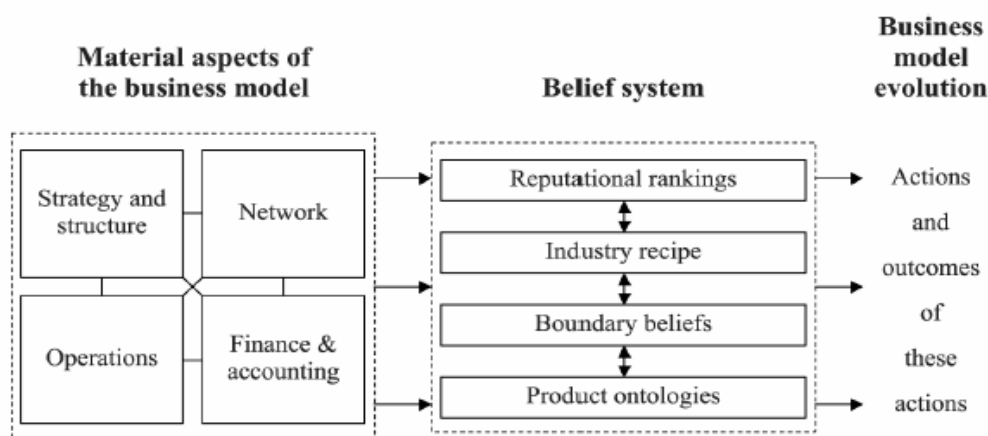 Material aspects of
the business model
Belief system
Business
model
evolution
Strategy and
structure
Network
Operations
Finance &
accounting
Reputational rankings
Industry recipe
Boundary beliefs
Product ontologies
Actions
and
outcomes
of
these
actions